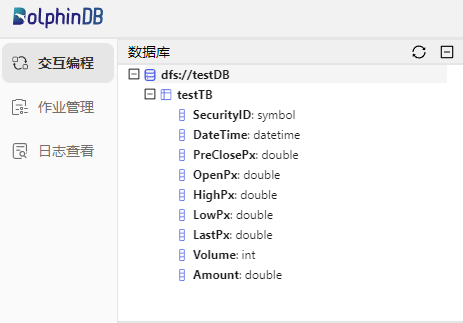 DolphinDB
交互编程
作业管理
日志查看
数据库
dfs://testDB
testTB
SecurityID: symbol
DateTime: datetime
PreClosePx: double
OpenPx: double
HighPx: double
LowPx: double
LastPx: double
Volume: int
Amount: double